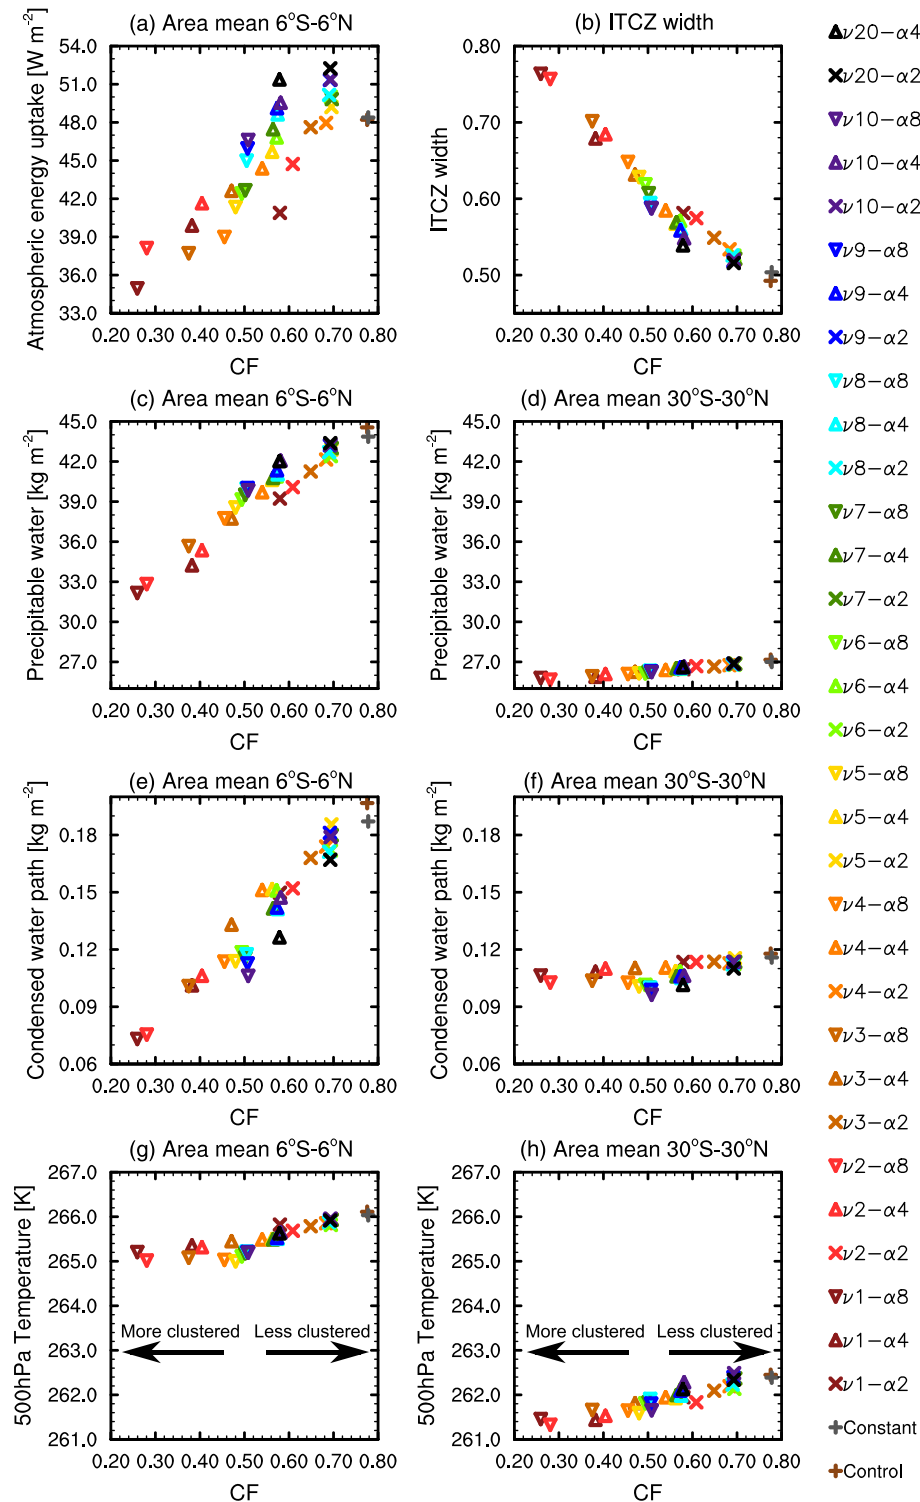 (a) Area mean 6°S-6°N
Atmospheric energy uptake [W m-2]
54.0
51.0
48.0
45.0
42.0
39.0
36.0
33.0
0.20 0.30 0.40 0.50 0.60 0.70 0.80
CF
(b) ITCZ width
ITCZ width
0.80
0.70
0.60
0.50
0.20 0.30 0.40 0.50 0.60 0.70 0.80
CF
(c) Area mean 6°S-6°N
Precipitable water [kg m-2]
45.0
42.0
39.0
36.0
33.0
30.0
27.0
0.20 0.30 0.40 0.50 0.60 0.70 0.80
CF
(d) Area mean 30°S-30°N
Precipitable water [kg m-2]
45.0
42.0
39.0
36.0
33.0
30.0
27.0
0.20 0.30 0.40 0.50 0.60 0.70 0.80
CF
(e) Area mean 6°S-6°N
Condensed water path [kg m-2]
0.18
0.15
0.12
0.09
0.06
0.20 0.30 0.40 0.50 0.60 0.70 0.80
CF
(f) Area mean 30°S-30°N
Condensed water path [kg m-2]
0.18
0.15
0.12
0.09
0.06
0.20 0.30 0.40 0.50 0.60 0.70 0.80
CF
(g) Area mean 6°S-6°N
500hPa Temperature [K]
267.0
266.0
265.0
264.0
263.0
262.0
261.0
More clustered Less clustered
0.20 0.30 0.40 0.50 0.60 0.70 0.80
CF
(h) Area mean 30°S-30°N
500hPa Temperature [K]
267.0
266.0
265.0
264.0
263.0
262.0
261.0
More clustered Less clustered
0.20 0.30 0.40 0.50 0.60 0.70 0.80
CF
ν20-α4
ν20-α2
ν10-α8
ν10-α4
ν10-α2
ν9-α8
ν9-α4
ν9-α2
ν8-α8
ν8-α4
ν8-α2
ν7-α8
ν7-α4
ν7-α2
ν6-α8
ν6-α4
ν6-α2
ν5-α8
ν5-α4
ν5-α2
ν4-α8
ν4-α4
ν4-α2
ν3-α8
ν3-α4
ν3-α2
ν2-α8
ν2-α4
ν2-α2
ν1-α8
ν1-α4
ν1-α2
Constant
Control